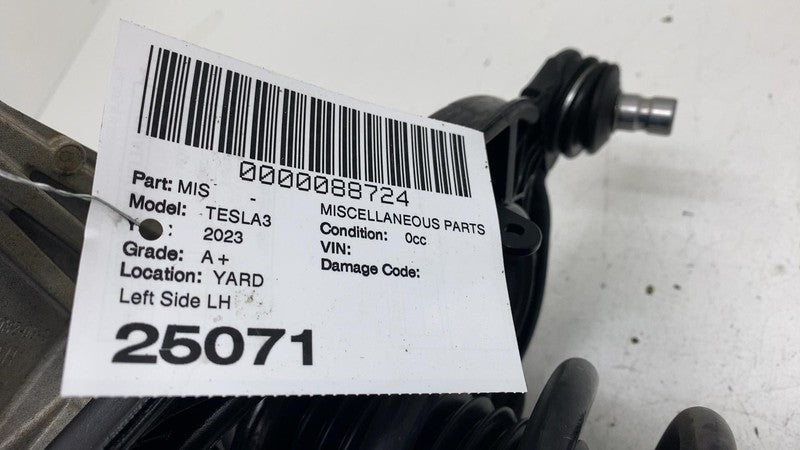 0000088724
Part: MIS -
MISCELLANEOUS PARTS
Model: TESLA3
Condition: 0cc
Y : 2023
VIN:
Grade: A+
Damage Code:
Location: YARD
Left Side LH
25071